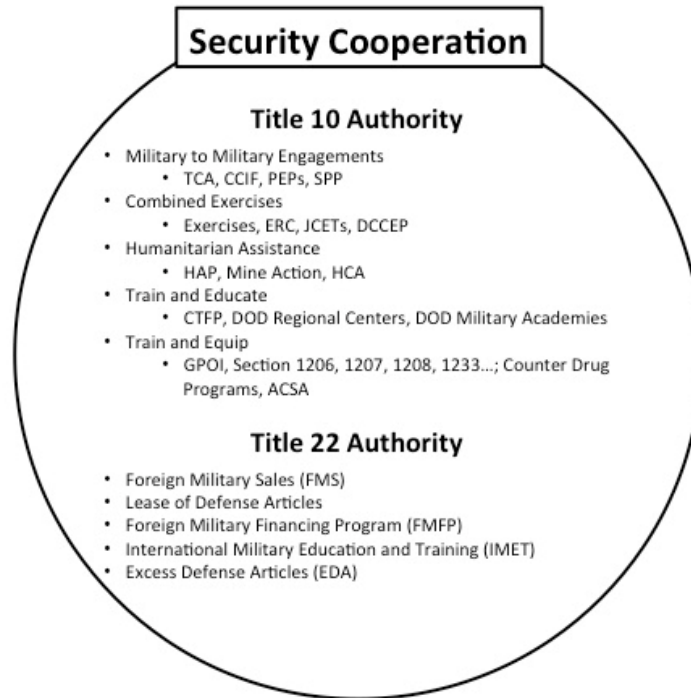 Security Cooperation
Title 10 Authority
• Military to Military Engagements
• TCA, CCIF, PEPs, SPP
• Combined Exercises
• Exercises, ERC, JCETs, DCCEP
• Humanitarian Assistance
• HAP, Mine Action, HCA
• Train and Educate
• CTFP, DOD Regional Centers, DOD Military Academies
• Train and Equip
• GPOI, Section 1206, 1207, 1208, 1233...; Counter Drug
Programs, ACSA
Title 22 Authority
• Foreign Military Sales (FMS)
• Lease of Defense Articles
• Foreign Military Financing Program (FMFP)
• International Military Education and Training (IMET)
• Excess Defense Articles (EDA)